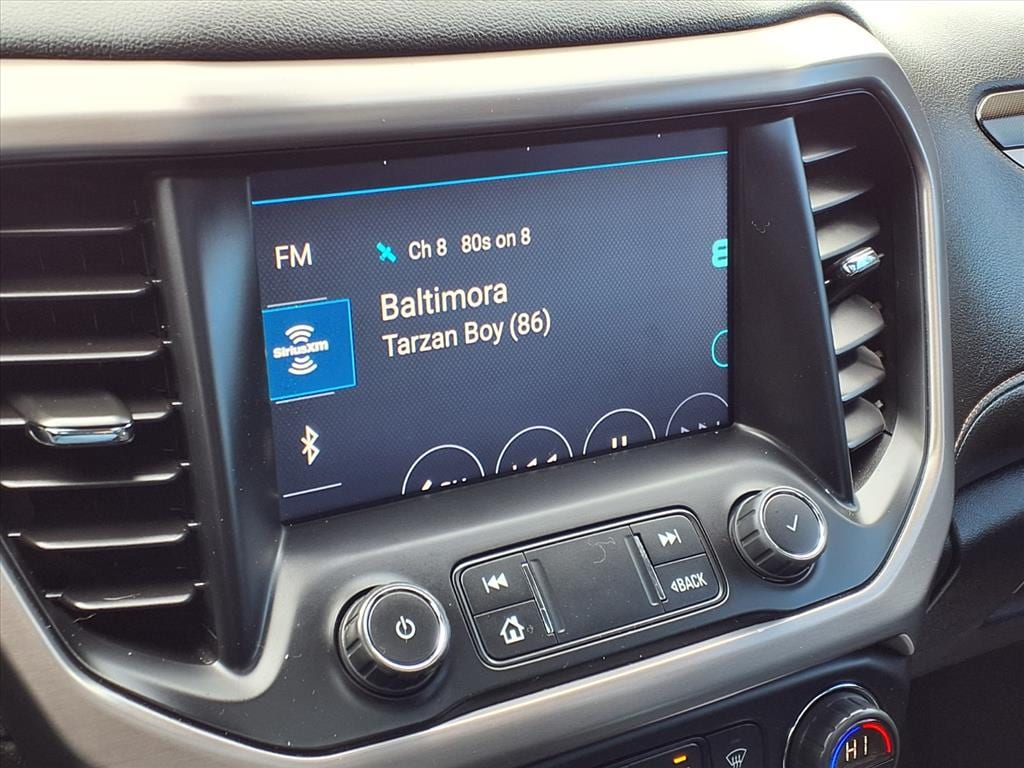 FM
Ch 8 80s on 8
Baltimora
Tarzan Boy (86)
SiriusXM
BACK
HI